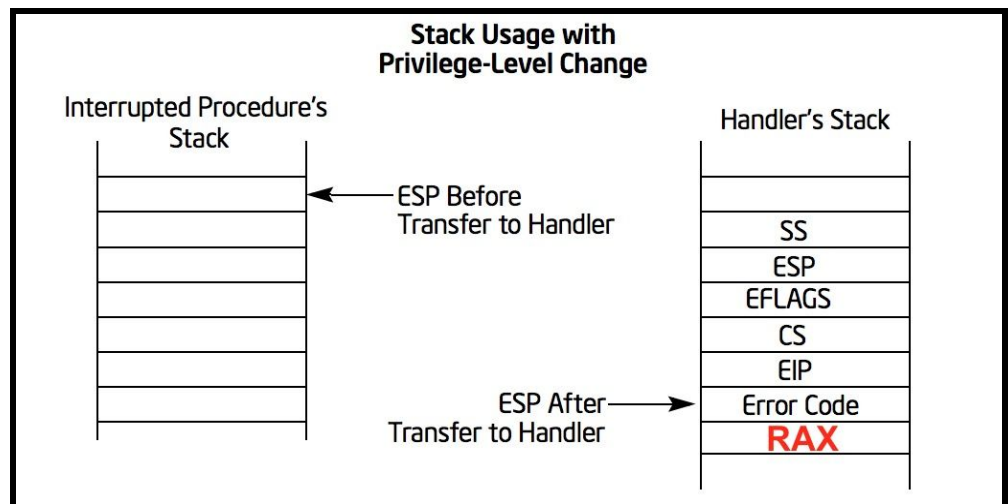 Stack Usage with
Privilege-Level Change
Interrupted Procedure's
Stack
Handler's Stack
ESP Before
Transfer to Handler
SS
ESP
EFLAGS
CS
EIP
ESP After
Transfer to Handler
Error Code
RAX